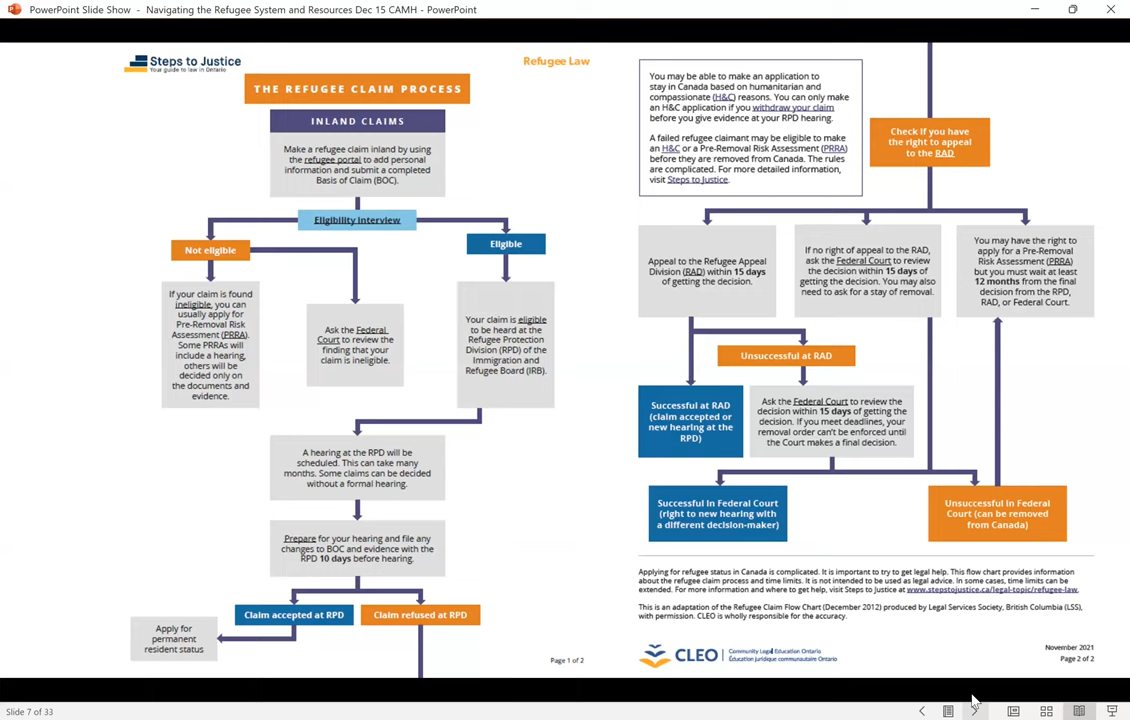 PowerPoint Slide Show - Navigating the Refugee System and Resources Dec 15 CAMH - PowerPoint
Steps to Justice
Your guide to law in Ontario
Refugee Law
THE REFUGEE CLAIM PROCESS
INLAND CLAIMS
Make a refugee claim inland by using
the refugee portal to add personal
information and submit a completed
Basis of Claim (BOC).
Eligibility Interview
Not eligible
Eligible
If your claim is found
ineligible, you can
usually apply for
Pre-Removal Risk
Assessment (PRRA).
Some PRRAs will
include a hearing,
others will be
decided only on
the documents and
evidence.
Ask the Federal
Court to review the
finding that your
claim is ineligible.
Your claim is eligible
to be heard at the
Refugee Protection
Division (RPD) of the
Immigration and
Refugee Board (IRB).
A hearing at the RPD will be
scheduled. This can take many
months. Some claims can be decided
without a formal hearing.
Prepare for your hearing and file any
changes to BOC and evidence with the
RPD 10 days before hearing.
Claim accepted at RPD
Claim refused at RPD
Apply for
permanent
resident status
Page 1 of 2
You may be able to make an application to
stay in Canada based on humanitarian and
compassionate (H&C) reasons. You can only make
an H&C application if you withdraw your claim
before you give evidence at your RPD hearing.
A failed refugee claimant may be eligible to make
an H&C or a Pre-Removal Risk Assessment (PRRA)
before they are removed from Canada. The rules
are complicated. For more detailed information,
visit Steps to Justice.
Check if you have
the right to appeal
to the RAD
Appeal to the Refugee Appeal
Division (RAD) within 15 days
of getting the decision.
If no right of appeal to the RAD,
ask the Federal Court to review
the decision within 15 days of
getting the decision. You may also
need to ask for a stay of removal.
You may have the right to
apply for a Pre-Removal
Risk Assessment (PRRA)
but you must wait at least
12 months from the final
decision from the RPD,
RAD, or Federal Court.
Unsuccessful at RAD
Successful at RAD
(claim accepted or
new hearing at the
RPD)
Ask the Federal Court to review the
decision within 15 days of getting the
decision. If you meet deadlines, your
removal order can't be enforced until
the Court makes a final decision.
Successful in Federal Court
(right to new hearing with
a different decision-maker)
Unsuccessful in Federal
Court (can be removed
from Canada)
Applying for refugee status in Canada is complicated. It is important to try to get legal help. This flow chart provides information
about the refugee claim process and time limits. It is not intended to be used as legal advice. In some cases, time limits can be
extended. For more information and where to get help, visit Steps to Justice at www.stepstojustice.ca/legal-topic/refugee-law.
This is an adaptation of the Refugee Claim Flow Chart (December 2012) produced by Legal Services Society, British Columbia (LSS),
with permission. CLEO is wholly responsible for the accuracy.
CLEO
Community Legal Education Ontario
Éducation juridique communautaire Ontario
November 2021
Page 2 of 2
Slide 7 of 33